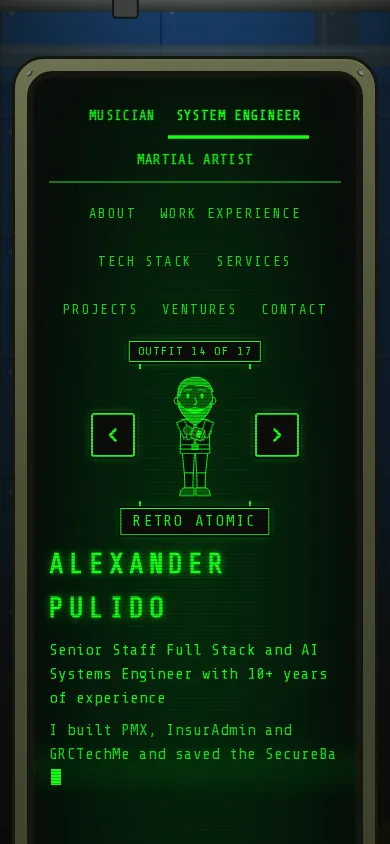 MUSICIAN SYSTEM ENGINEER
MARTIAL ARTIST
ABOUT WORK EXPERIENCE
TECH STACK SERVICES
PROJECTS VENTURES CONTACT
OUTFIT 14 OF 17
RETRO ATOMIC
ALEXANDER
PULIDO
Senior Staff Full Stack and AI
Systems Engineer with 10+ years
of experience
I built PMX, InsurAdmin and
GRCTechMe and saved the SecureBa